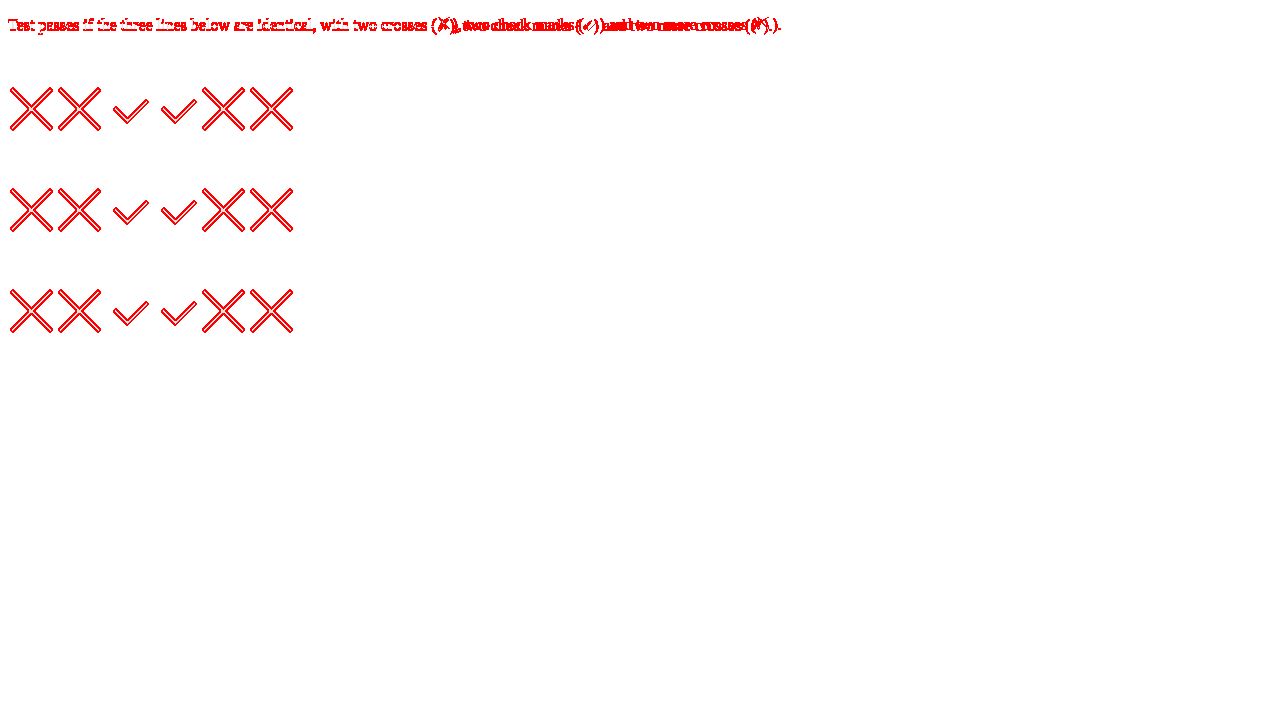 Test passes if the three lines below are identical, with two crosses (✗), two check marks (✓) and two more crosses (✗).
✗✗✓✓✗✗
✗✗✓✓✗✗
✗✗✓✓✗✗